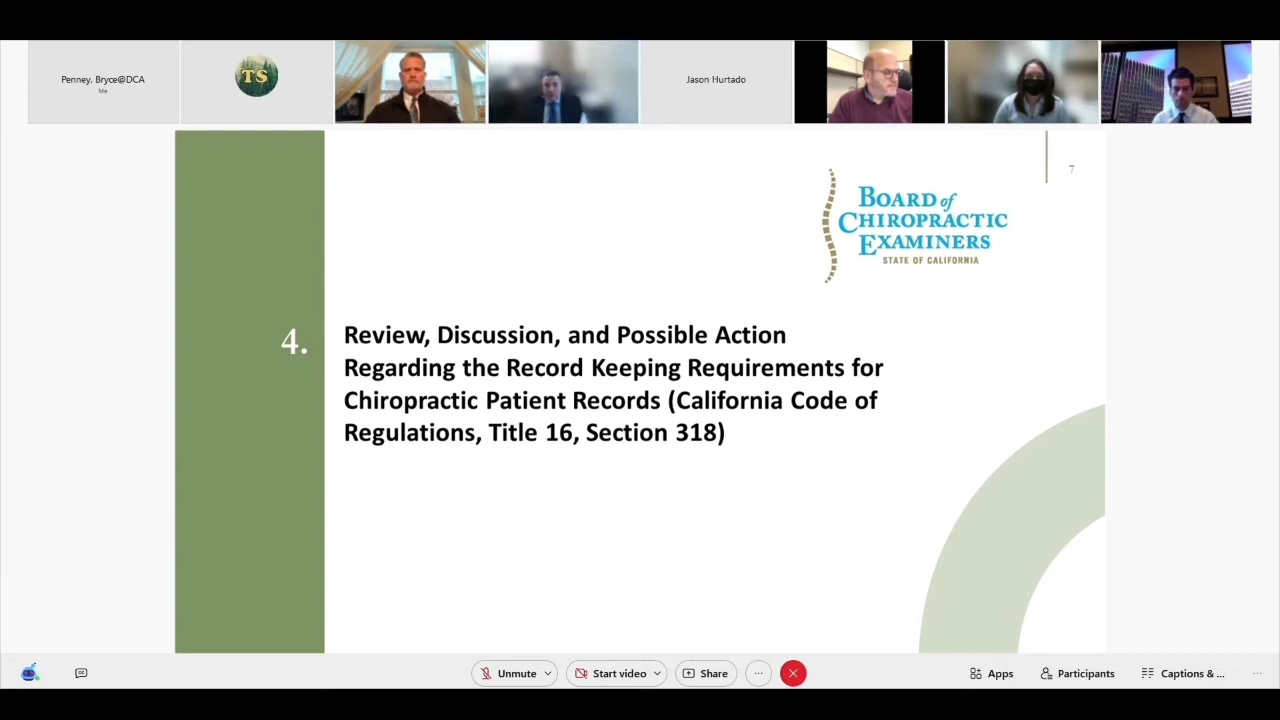 Penney, Bryce@DCA
Me
TS
Jason Hurtado
7
BOARD of
CHIROPRACTIC
EXAMINERS
STATE OF CALIFORNIA
4.
Review, Discussion, and Possible Action
Regarding the Record Keeping Requirements for
Chiropractic Patient Records (California Code of
Regulations, Title 16, Section 318)
Unmute
Start video
Share
Apps
Participants
Captions & ...